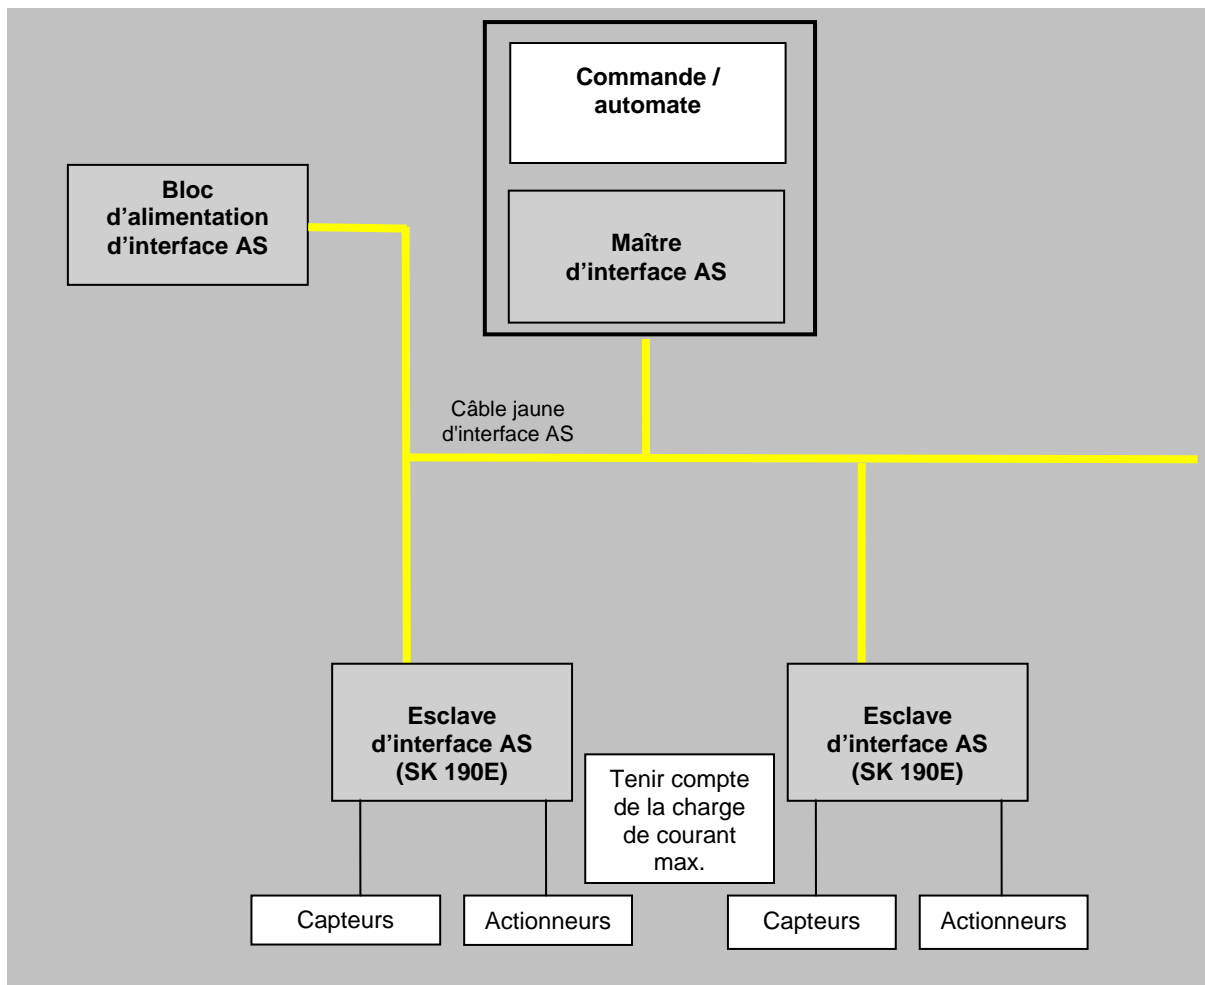 Commande /
automate
Bloc
d’alimentation
d’interface AS
Maître
d’interface AS
Câble jaune
d'interface AS
Esclave
d’interface AS
(SK 190E)
Esclave
d’interface AS
(SK 190E)
Tenir compte
de la charge
de courant
max.
Capteurs
Actionneurs
Capteurs
Actionneurs